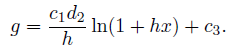 g = \frac{c_1 d_2}{h} \ln(1 + hx) + c_3.